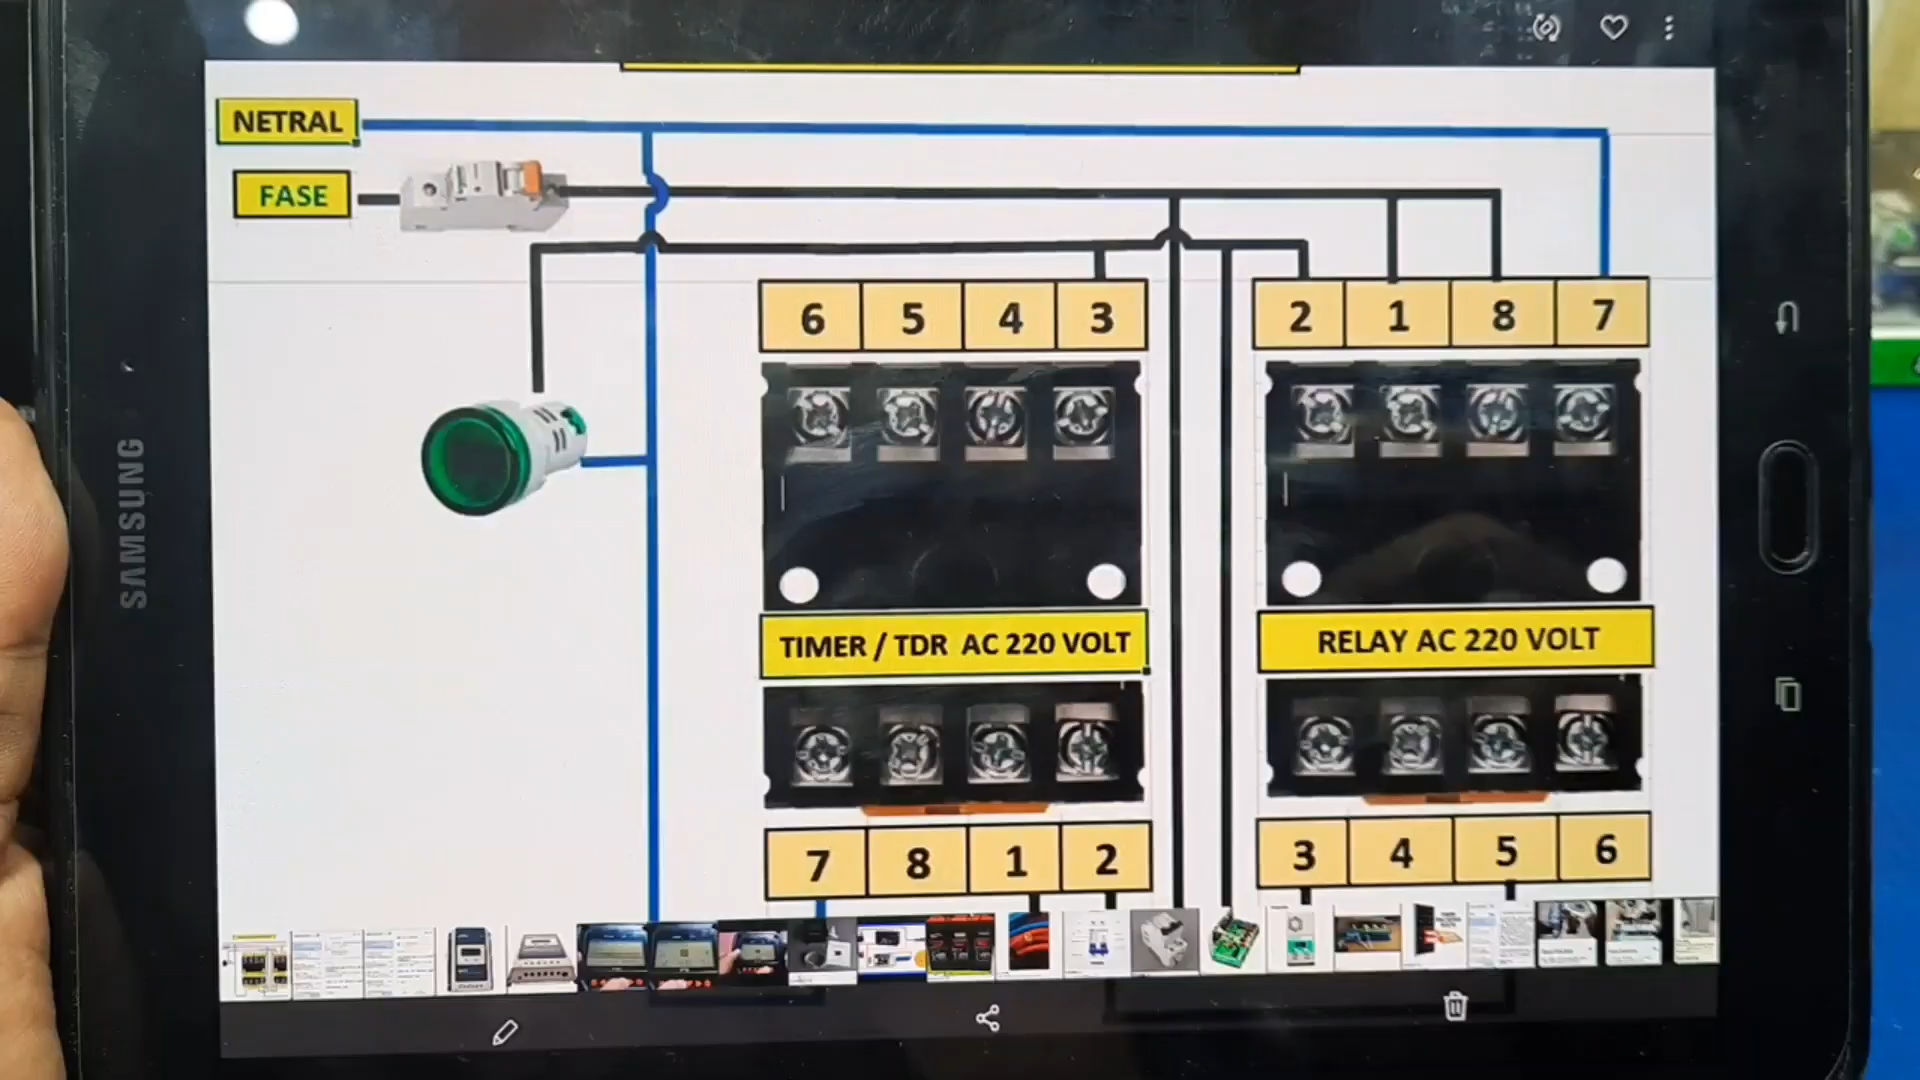 NETRAL
FASE
6 5 4 3
2 1 8 7
TIMER / TDR AC 220 VOLT
RELAY AC 220 VOLT
7 8 1 2
3 4 5 6
SAMSUNG